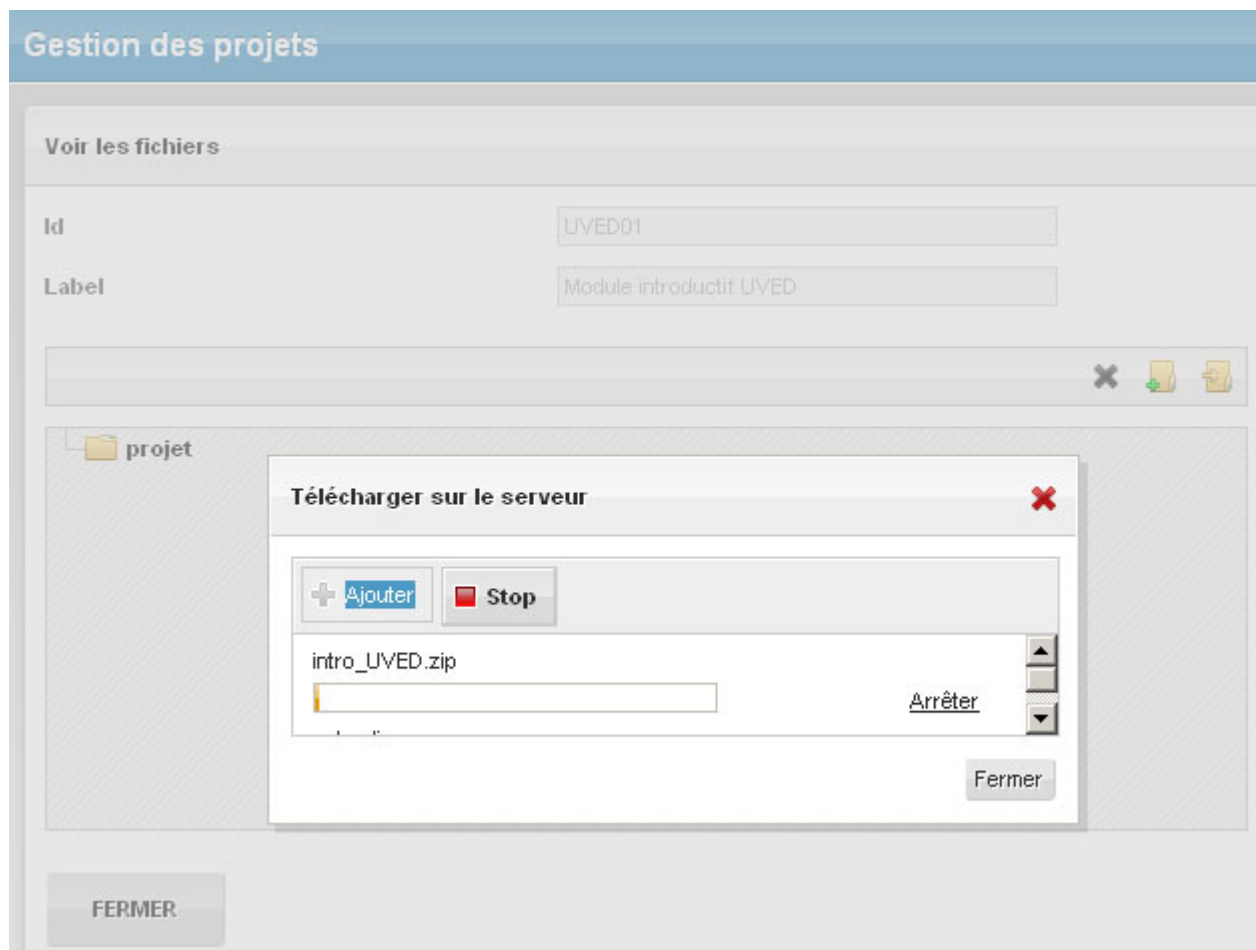 Gestion des projets
Voir les fichiers
Id UVED01
Label Module introductif UVED
projet
Télécharger sur le serveur
Ajouter Stop
intro_UVED.zip
Arrêter
Fermer
FERMER